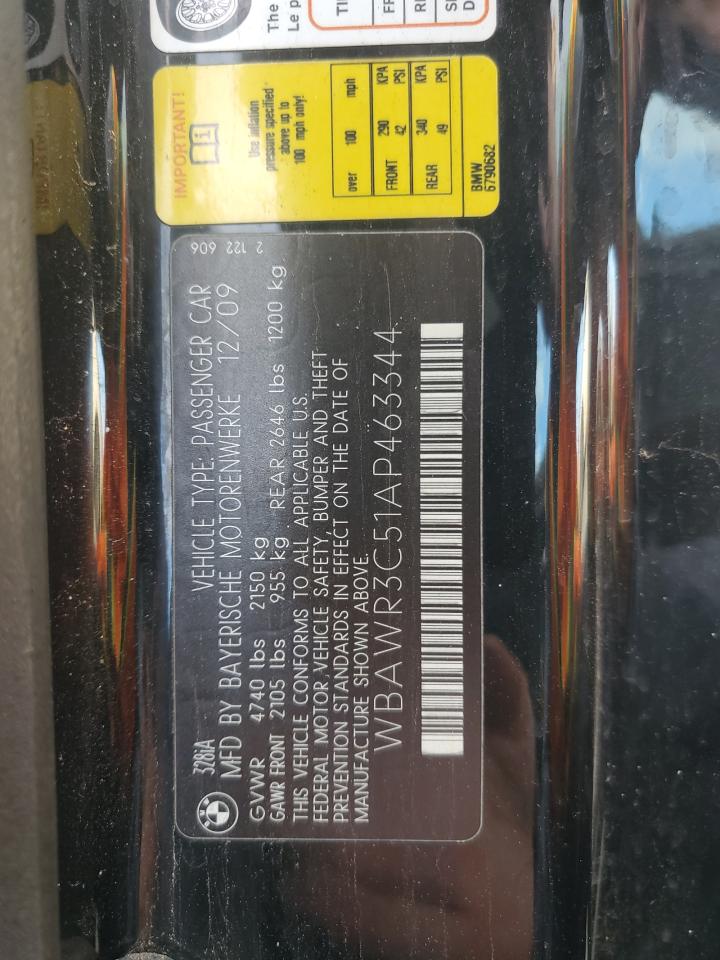 328iA
VEHICLE TYPE: PASSENGER CAR
MFD BY BAYERISCHE MOTORENWERKE 12/09
GVWR 4740 lbs 2150 kg
GAWR FRONT 2105 lbs 955 kg REAR 2646 lbs 1200 kg
THIS VEHICLE CONFORMS TO ALL APPLICABLE U.S.
FEDERAL MOTOR VEHICLE SAFETY, BUMPER AND THEFT
PREVENTION STANDARDS IN EFFECT ON THE DATE OF
MANUFACTURE SHOWN ABOVE.
WBAWR3C51AP463344
2 122 606
IMPORTANT!
Use inflation
pressure specified
above up to
100 mph only!
over 100 mph
FRONT 290 KPA
42 PSI
REAR 340 KPA
49 PSI
BMW
6790682
The
Le p